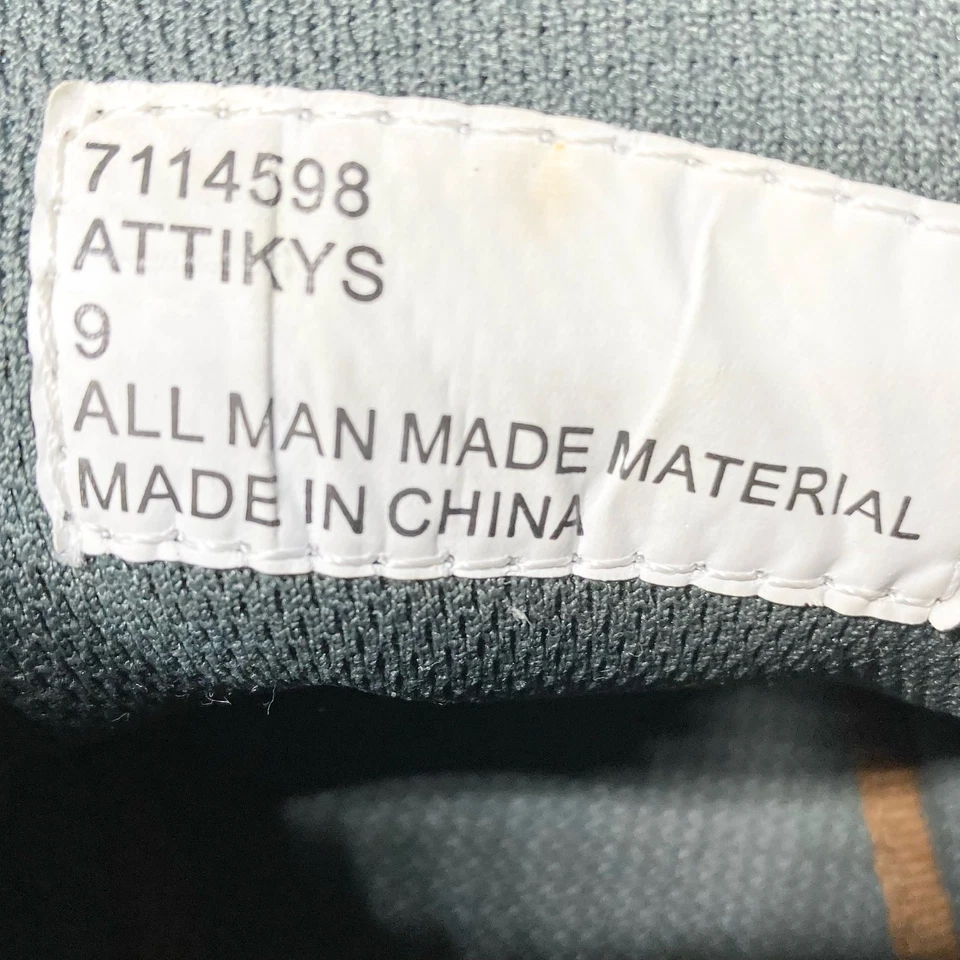 7114598
ATTIKYS
9
ALL MAN MADE MATERIAL
MADE IN CHINA